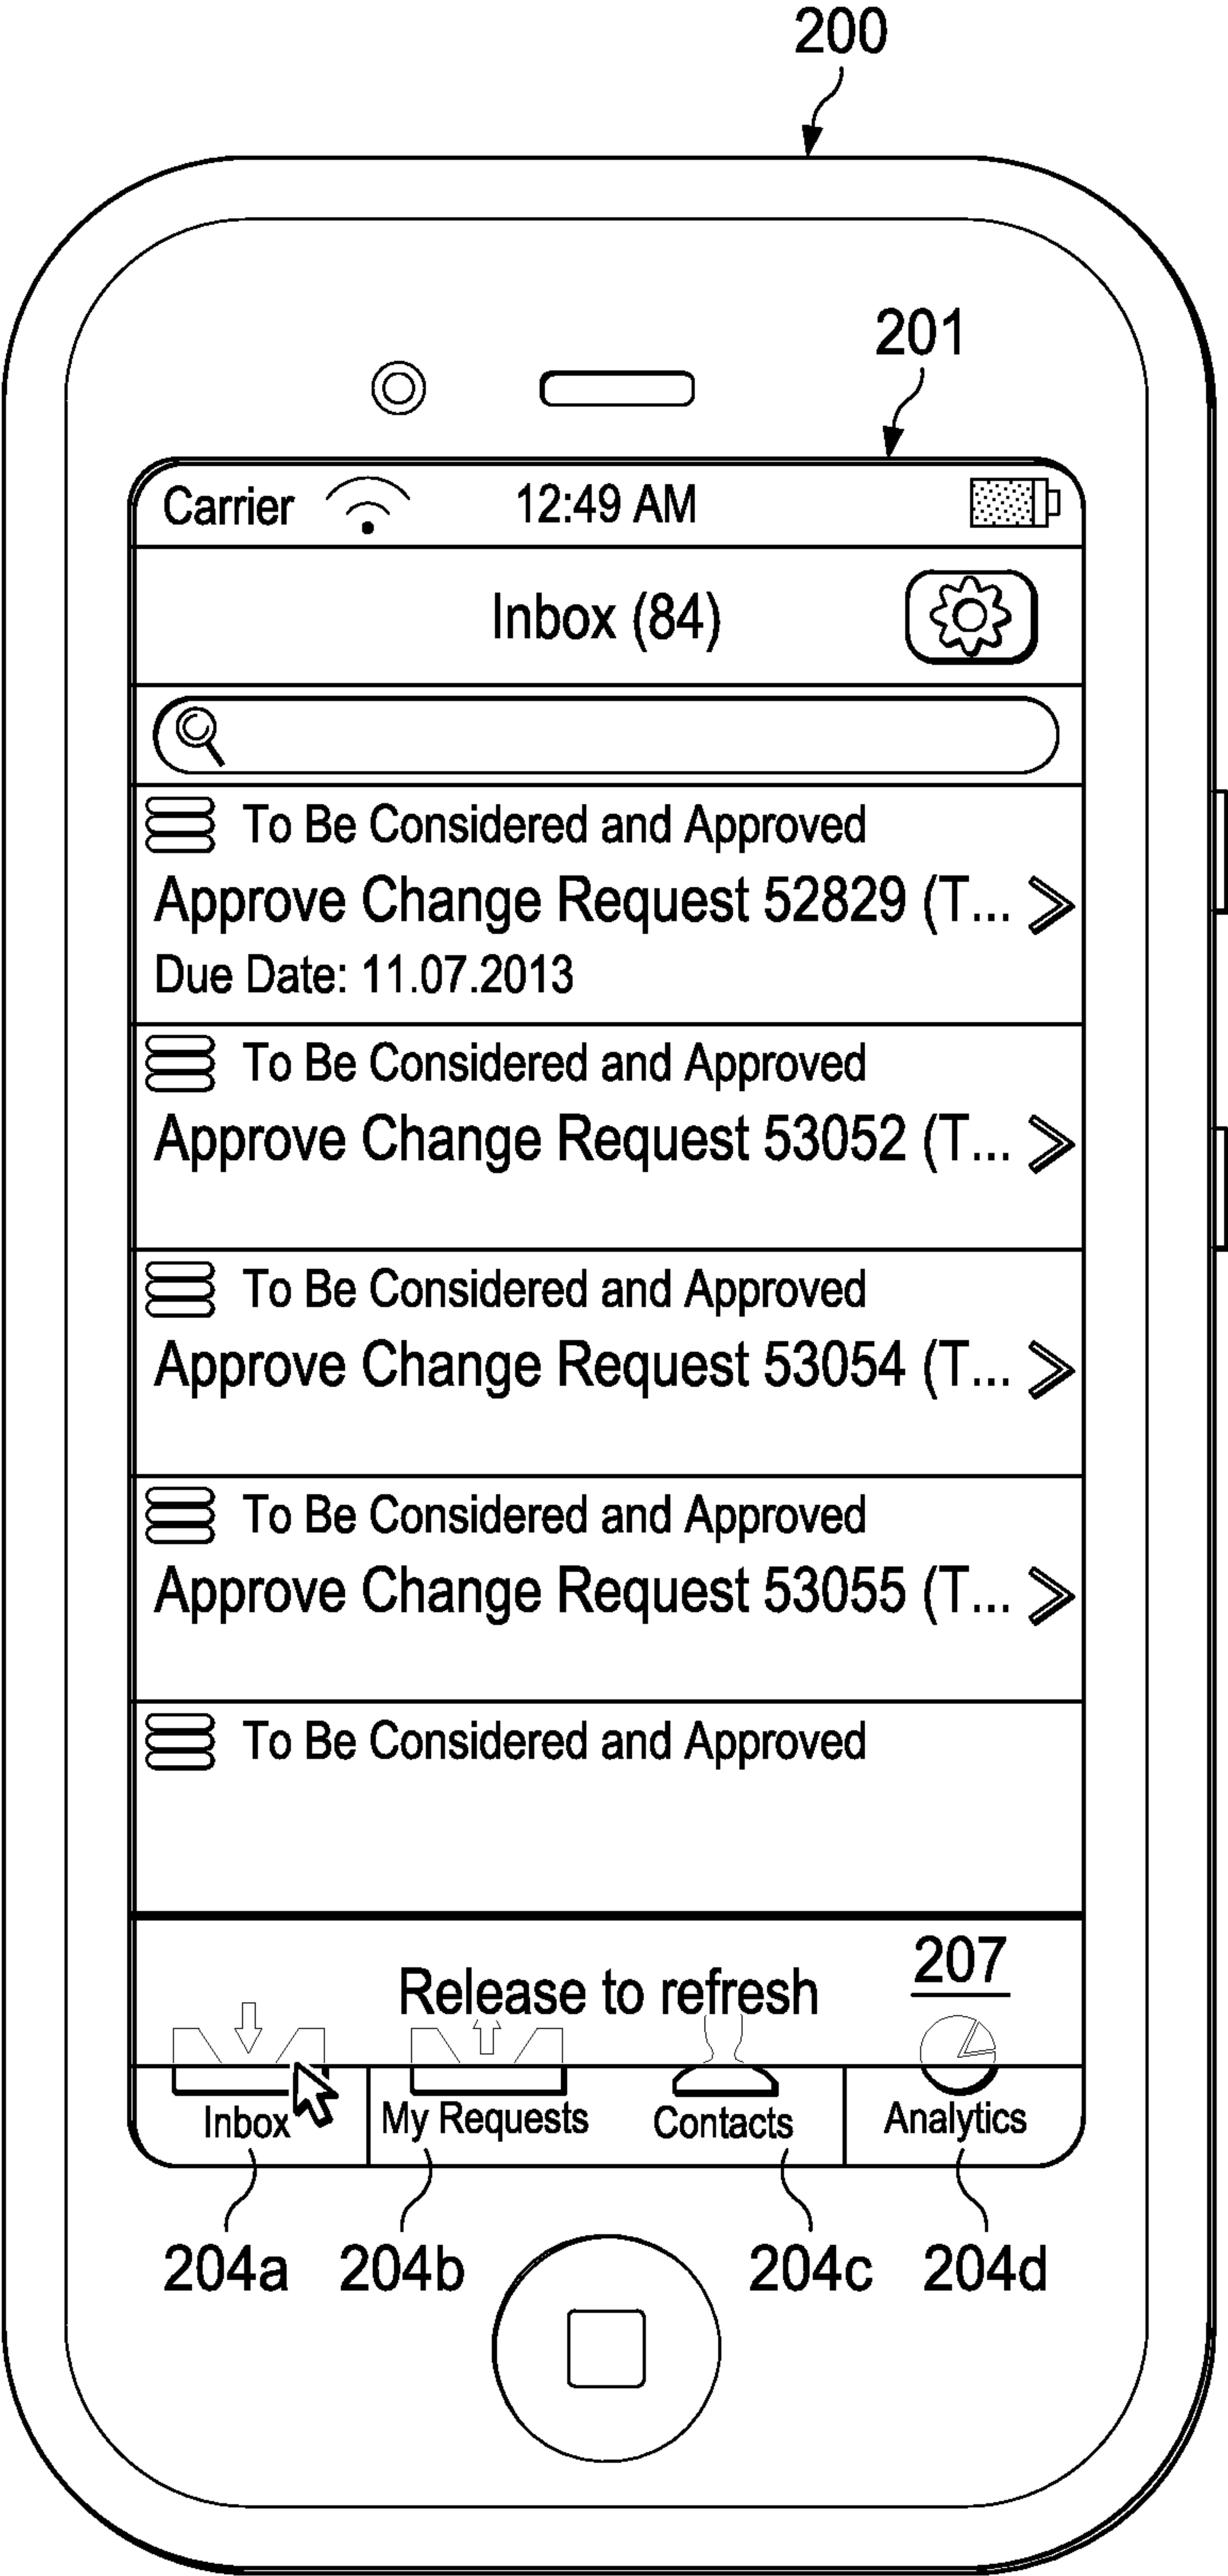 200
201
Carrier 12:49 AM
Inbox (84)
To Be Considered and Approved
Approve Change Request 52829 (T...
Due Date: 11.07.2013
To Be Considered and Approved
Approve Change Request 53052 (T...
To Be Considered and Approved
Approve Change Request 53054 (T...
To Be Considered and Approved
Approve Change Request 53055 (T...
To Be Considered and Approved
207
Release to refresh
Inbox My Requests Contacts Analytics
204a 204b 204c 204d